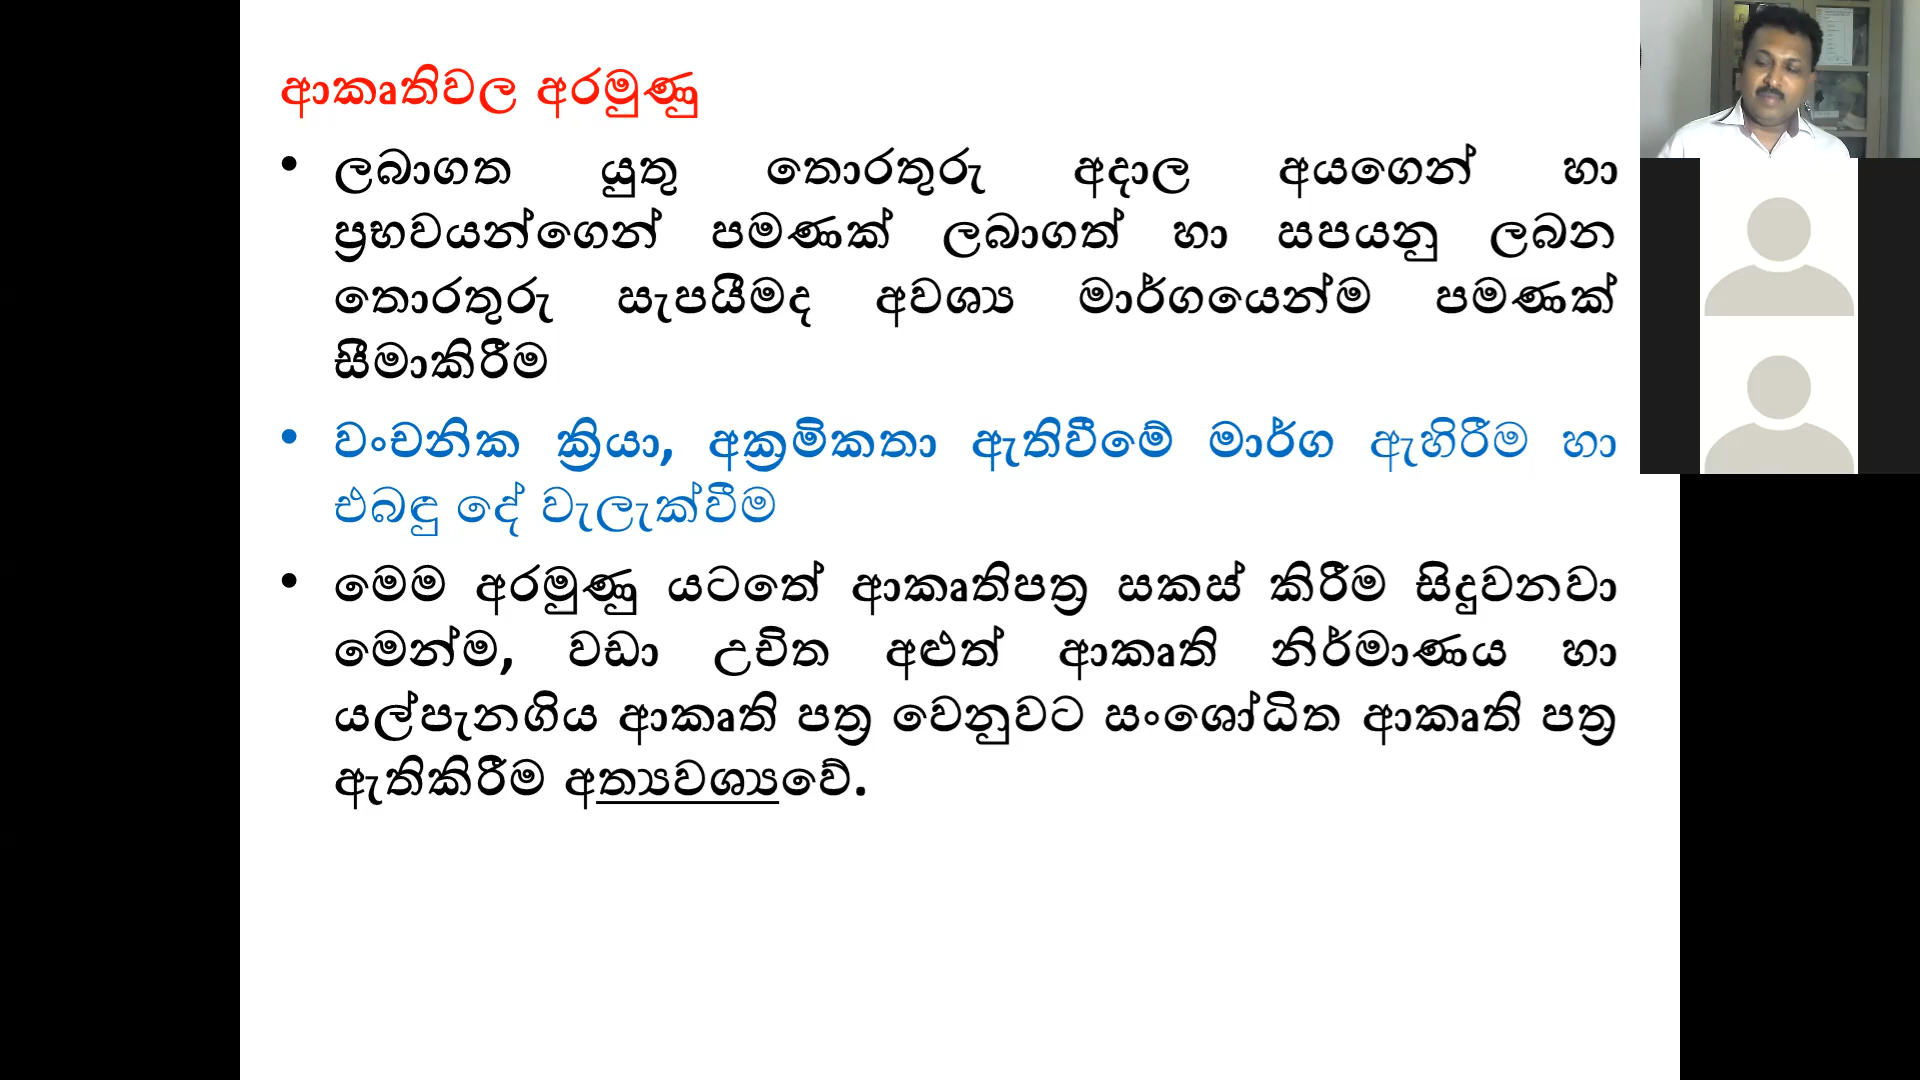 ආකෘතිවල අරමුණු
• ලබාගත යුතු තොරතුරු අදාල අයගෙන් හා
ප්‍රභවයන්ගෙන් පමණක් ලබාගත් හා සපයනු ලබන
තොරතුරු සැපයීමද අවශ්‍ය මාර්ගයෙන්ම පමණක්
සීමාකිරීම
• වංචනික ක්‍රියා, අක්‍රමිකතා ඇතිවීමේ මාර්ග ඇහිරීම හා
එබඳු දේ වැලැක්වීම
• මෙම අරමුණු යටතේ ආකෘතිපත්‍ර සකස් කිරීම සිදුවනවා
මෙන්ම, වඩා උචිත අළුත් ආකෘති නිර්මාණය හා
යල්පැනගිය ආකෘති පත්‍ර වෙනුවට සංශෝධිත ආකෘති පත්‍ර
ඇතිකිරීම අත්‍යවශ්‍යවේ.